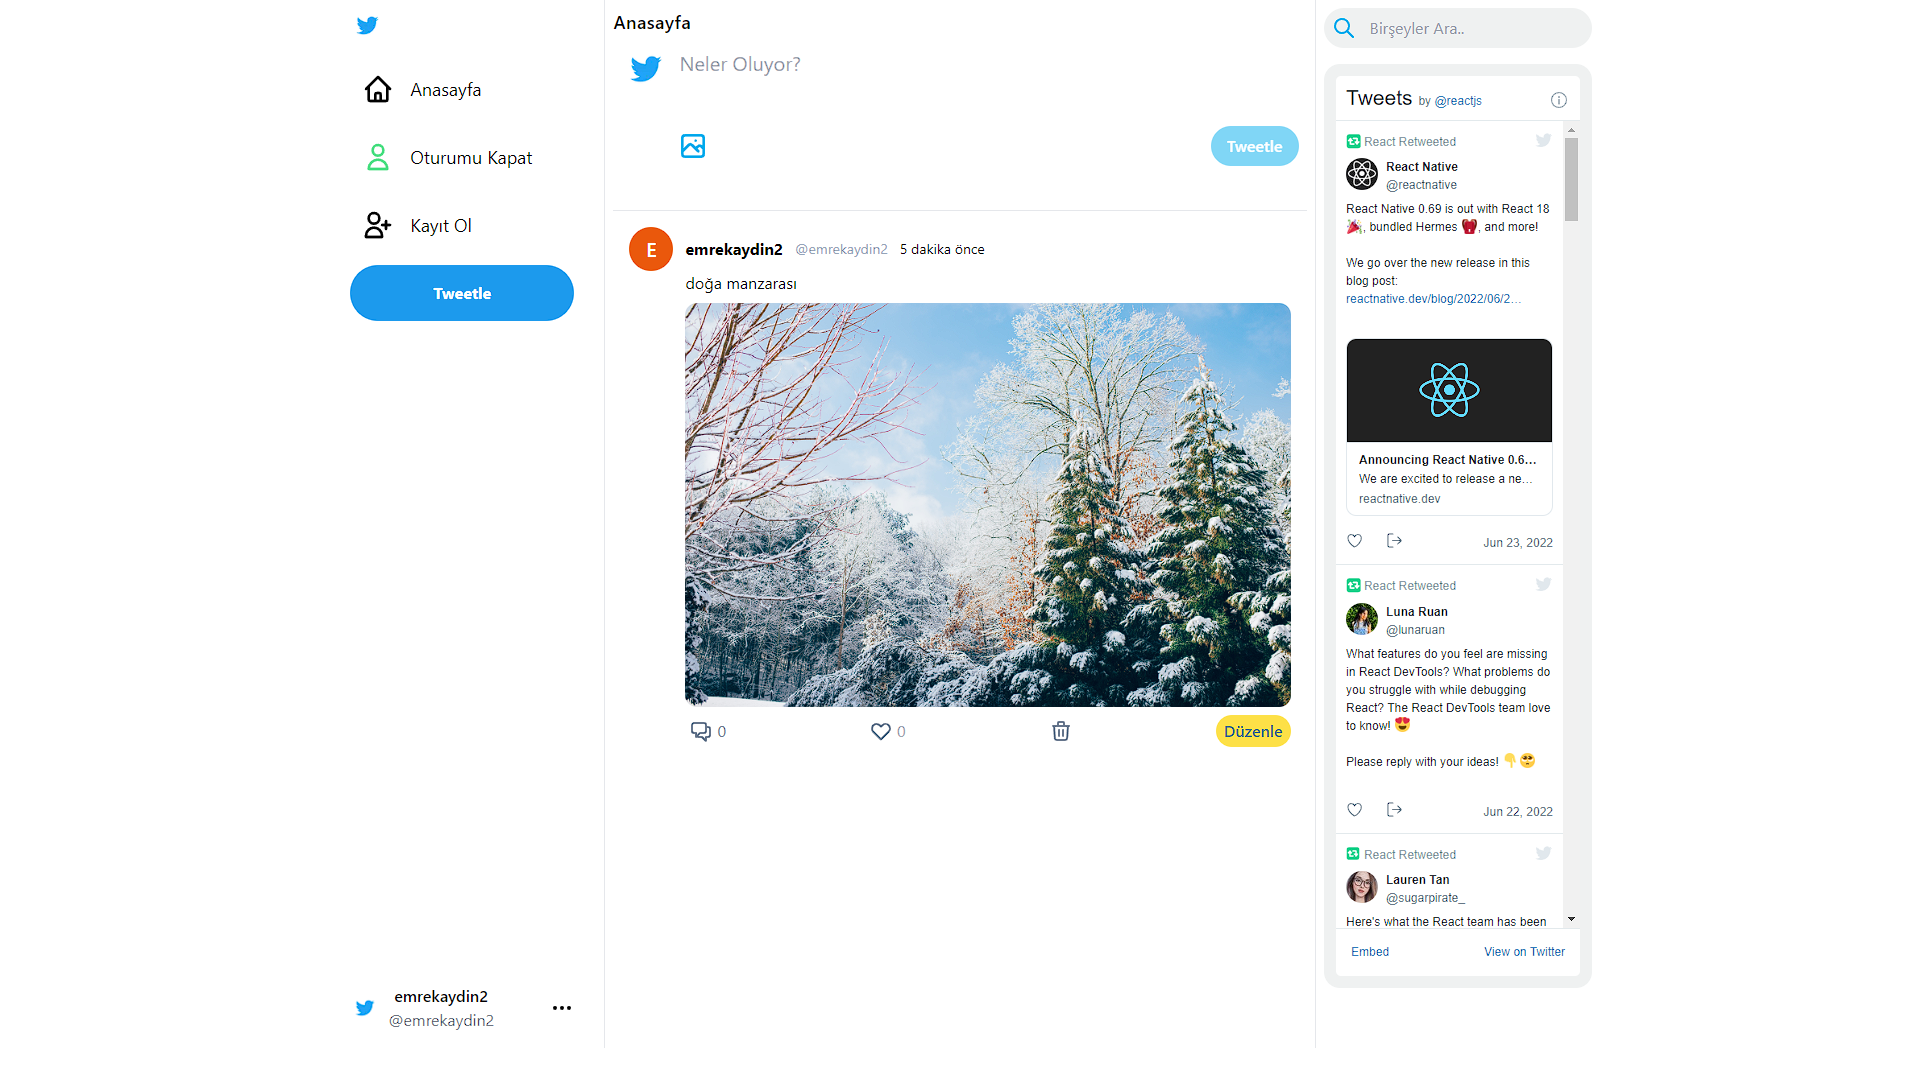 Anasayfa
Oturumu Kapat
Kayıt Ol
Tweetle
emrekaydin2
@emrekaydin2
Anasayfa
Neler Oluyor?
Tweetle
E
emrekaydin2 @emrekaydin2 5 dakika önce
doğa manzarası
0 0 Düzenle
Birşeyler Ara..
Tweets by @reactjs
React Retweeted
React Native
@reactnative
React Native 0.69 is out with React 18
🎉, bundled Hermes, and more!
We go over the new release in this
blog post:
reactnative.dev/blog/2022/06/2…
Announcing React Native 0.6…
We are excited to release a ne…
reactnative.dev
Jun 23, 2022
React Retweeted
Luna Ruan
@lunaruan
What features do you feel are missing
in React DevTools? What problems do
you struggle with while debugging
React? The React DevTools team love
to know! 😍
Please reply with your ideas! 👇🥺
Jun 22, 2022
React Retweeted
Lauren Tan
@sugarpirate_
Here's what the React team has been
Embed View on Twitter